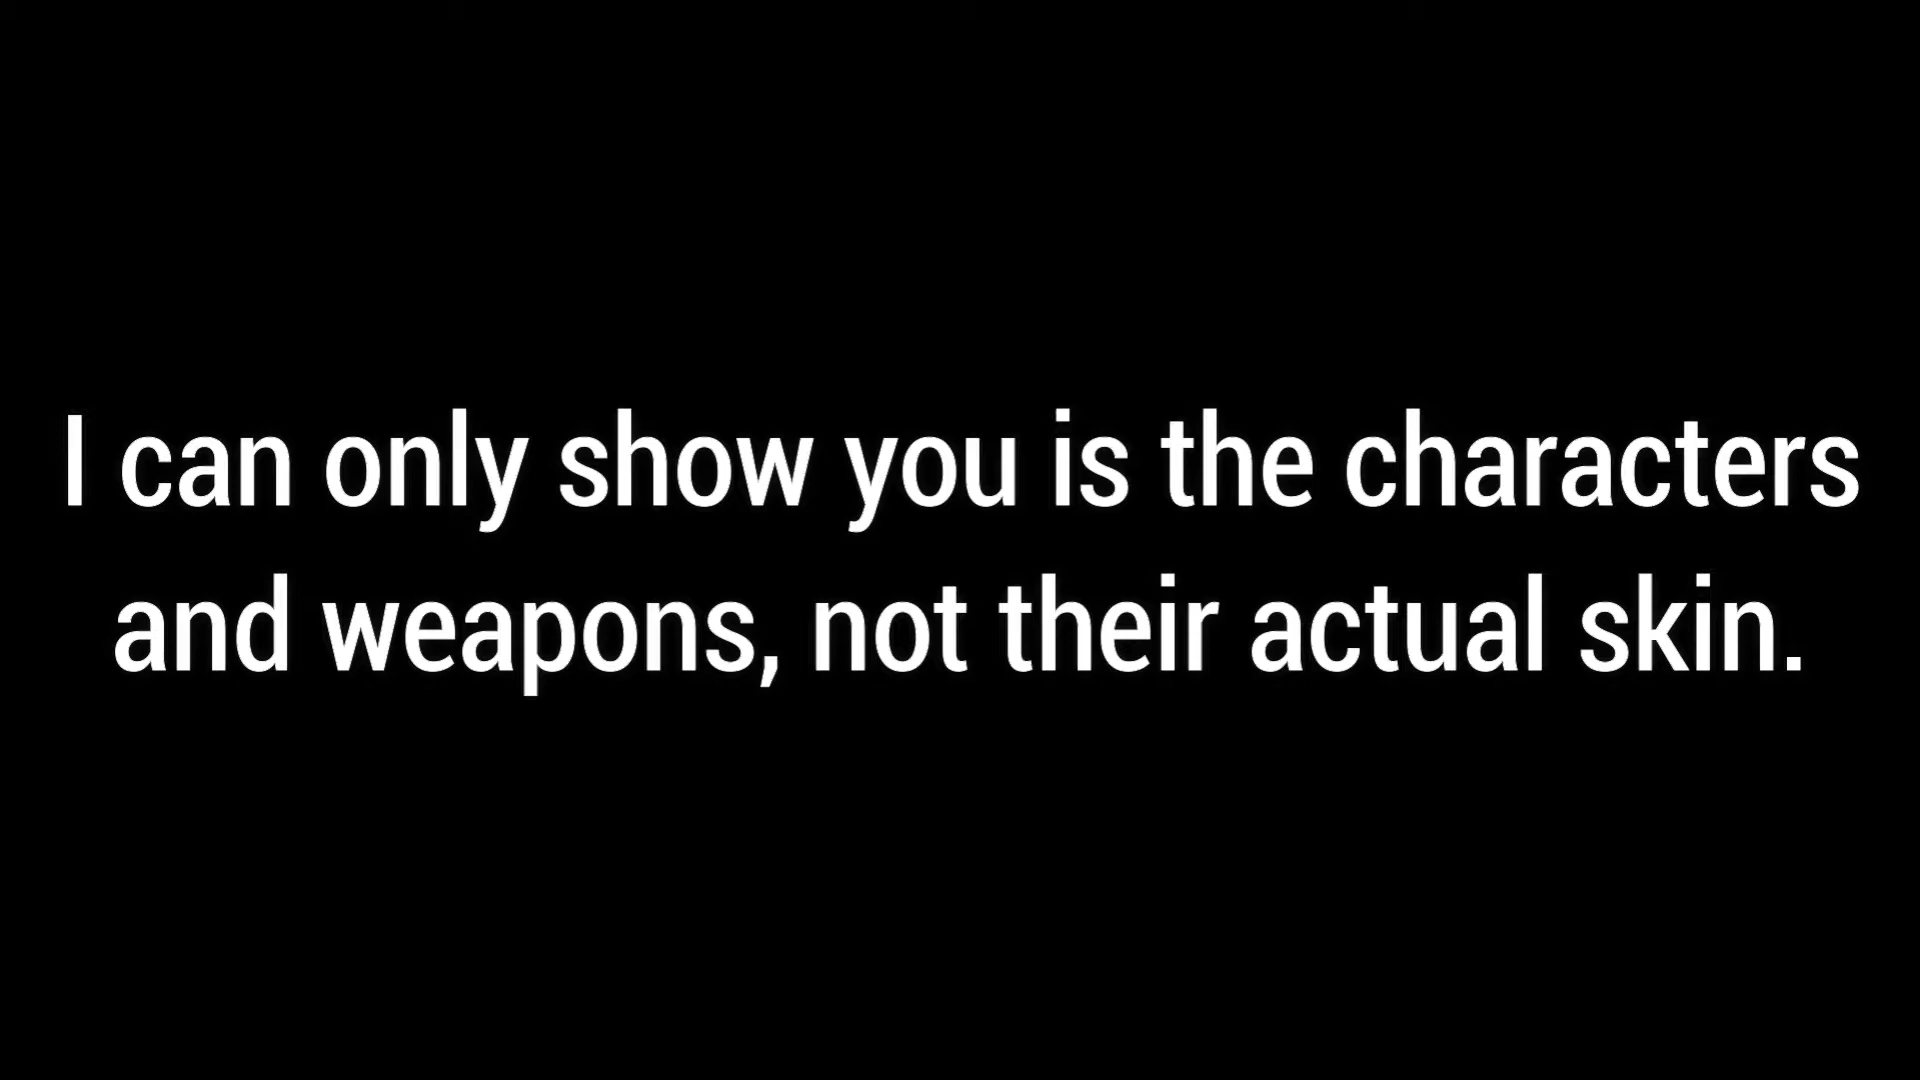 I can only show you is the characters
and weapons, not their actual skin.